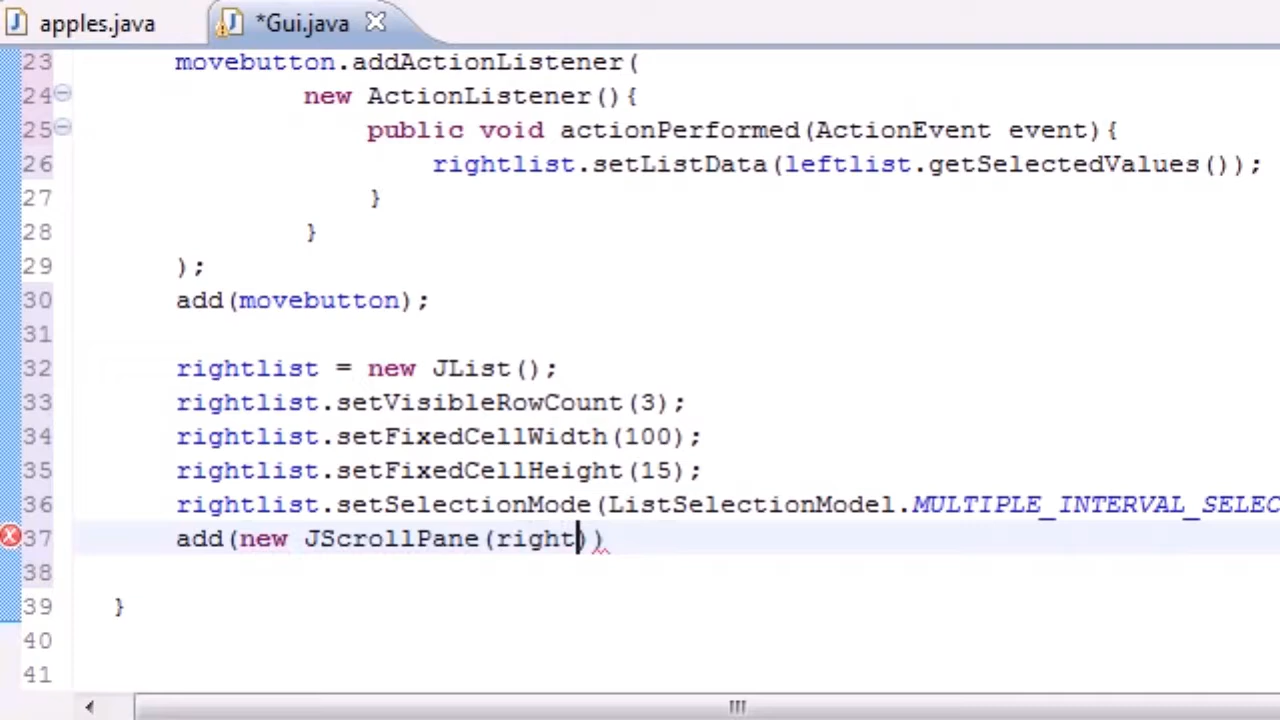 apples.java
*Gui.java
23 movebutton.addActionListener(
24 new ActionListener(){
25 public void actionPerformed(ActionEvent event){
26 rightlist.setListData(leftlist.getSelectedValues());
27 }
28 }
29 );
30 add(movebutton);
31
32 rightlist = new JList();
33 rightlist.setVisibleRowCount(3);
34 rightlist.setFixedCellWidth(100);
35 rightlist.setFixedCellHeight(15);
36 rightlist.setSelectionMode(ListSelectionModel.MULTIPLE_INTERVAL_SELEC
37 add(new JScrollPane(right))
38
39 }
40
41